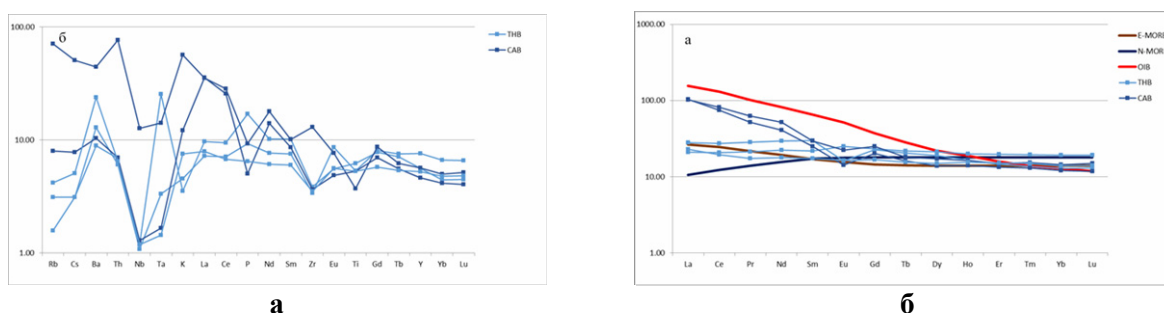 100.00
10.00
1.00
б
THB
CAB
Rb Cs Ba Th Nb Ta K La Ce P Nd Sm Zr Eu Ti Gd Tb Y Yb Lu
а
1000.00
100.00
10.00
1.00
а
E-MORB
N-MORB
OIB
THB
CAB
La Ce Pr Nd Sm Eu Gd Tb Dy Ho Er Tm Yb Lu
б